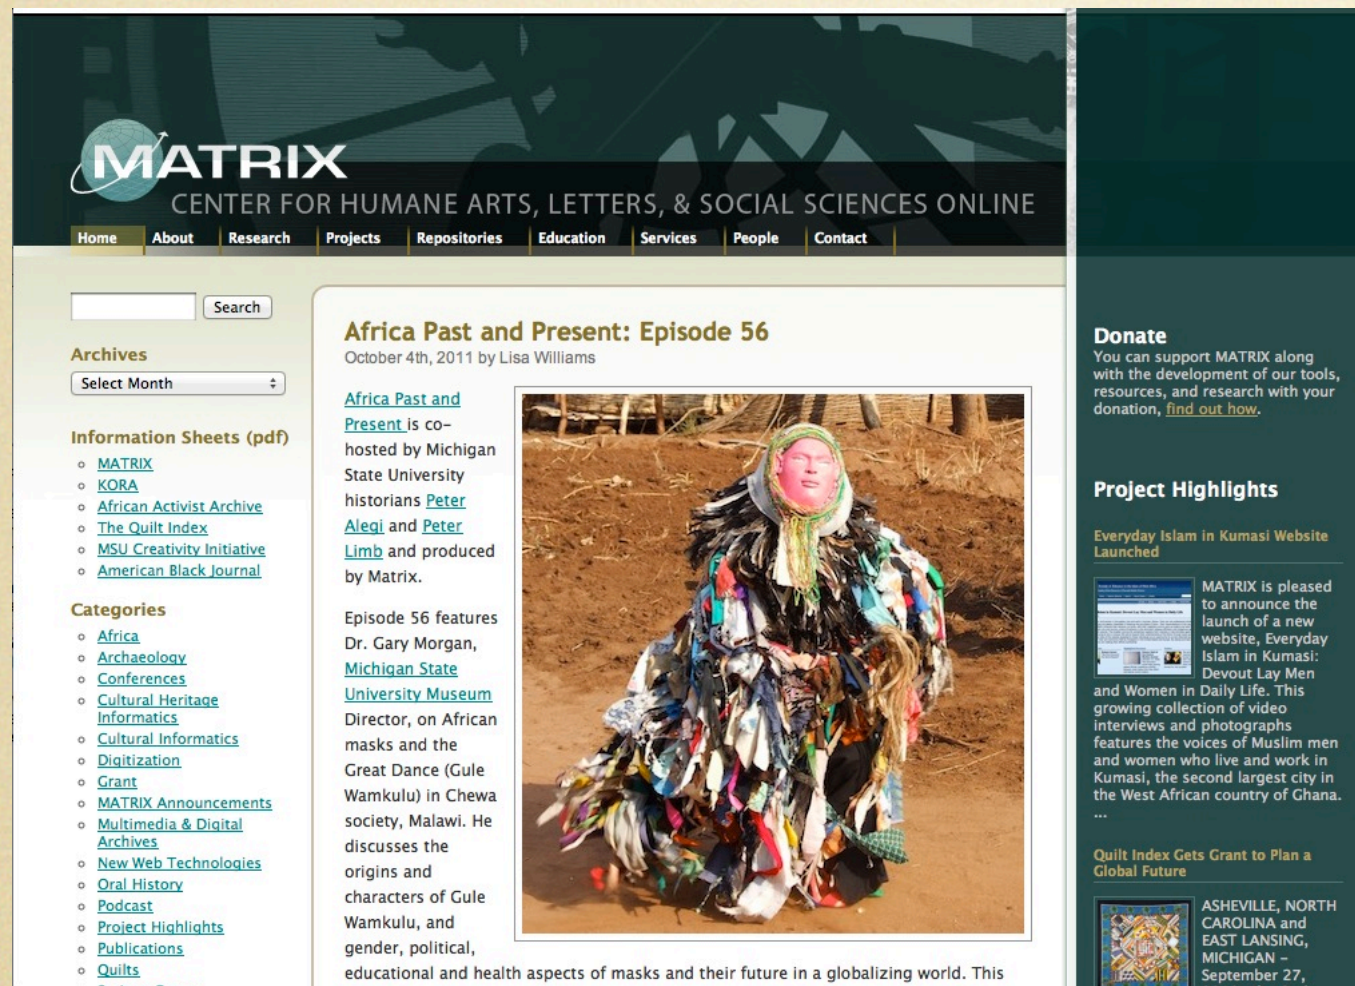 MATRIX
CENTER FOR HUMANE ARTS, LETTERS, & SOCIAL SCIENCES ONLINE
Home About Research Projects Repositories Education Services People Contact
Search
Archives
Select Month
Information Sheets (pdf)
MATRIX
KORA
African Activist Archive
The Quilt Index
MSU Creativity Initiative
American Black Journal
Categories
Africa
Archaeology
Conferences
Cultural Heritage
Informatics
Cultural Informatics
Digitization
Grant
MATRIX Announcements
Multimedia & Digital
Archives
New Web Technologies
Oral History
Podcast
Project Highlights
Publications
Quilts
Africa Past and Present: Episode 56
October 4th, 2011 by Lisa Williams
Africa Past and
Present is co-
hosted by Michigan
State University
historians Peter
Alegi and Peter
Limb and produced
by Matrix.
Episode 56 features
Dr. Gary Morgan,
Michigan State
University Museum
Director, on African
masks and the
Great Dance (Gule
Wamkulu) in Chewa
society, Malawi. He
discusses the
origins and
characters of Gule
Wamkulu, and
gender, political,
educational and health aspects of masks and their future in a globalizing world. This
Donate
You can support MATRIX along
with the development of our tools,
resources, and research with your
donation, find out how.
Project Highlights
Everyday Islam in Kumasi Website
Launched
MATRIX is pleased
to announce the
launch of a new
website, Everyday
Islam in Kumasi:
Devout Lay Men
and Women in Daily Life. This
growing collection of video
interviews and photographs
features the voices of Muslim men
and women who live and work in
Kumasi, the second largest city in
the West African country of Ghana.
...
Quilt Index Gets Grant to Plan a
Global Future
ASHEVILLE, NORTH
CAROLINA and
EAST LANSING,
MICHIGAN –
September 27,